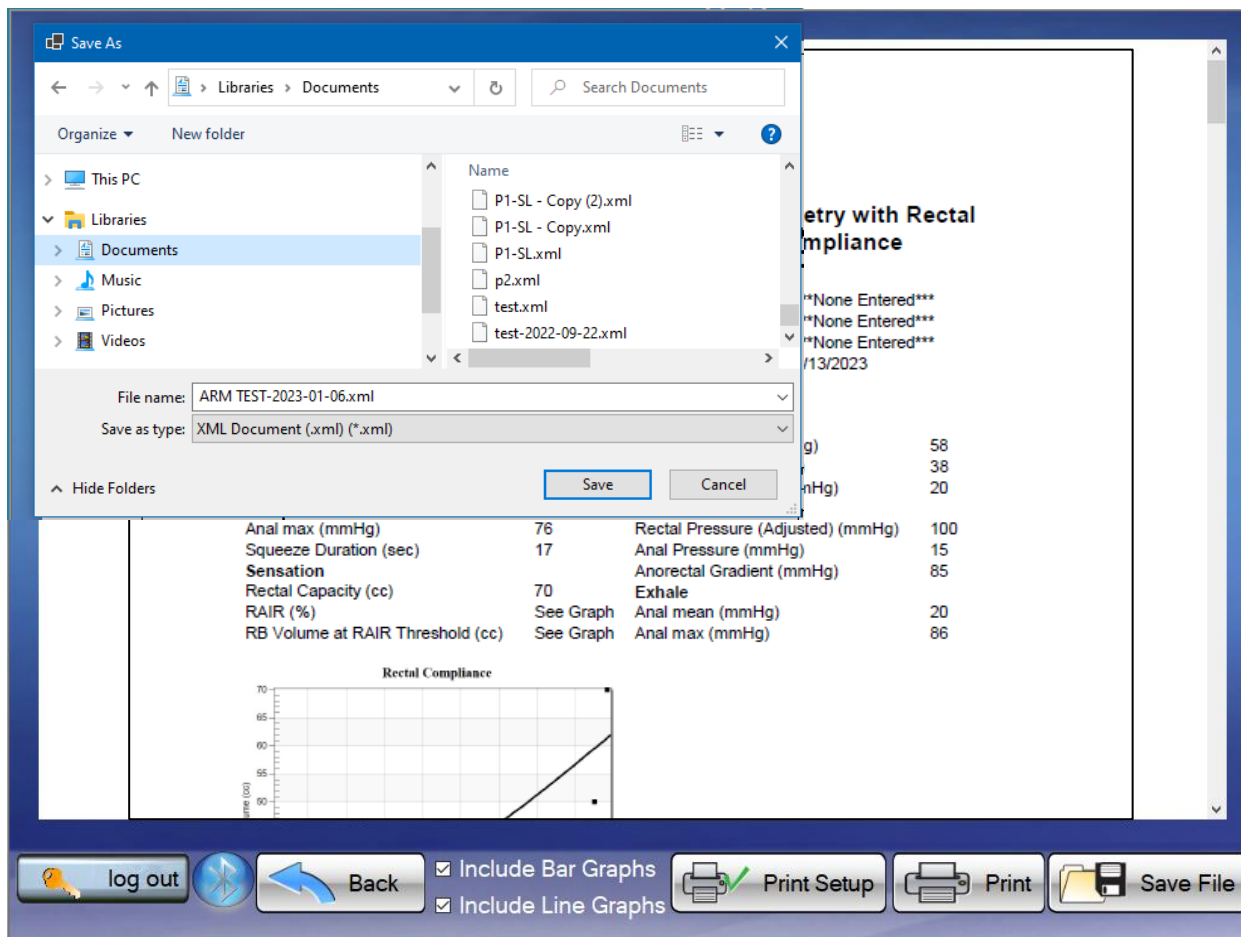 Save As
Libraries > Documents
Search Documents
Organize
New folder
This PC
Libraries
Documents
Music
Pictures
Videos
Name
P1-SL - Copy (2).xml
P1-SL - Copy.xml
P1-SL.xml
p2.xml
test.xml
test-2022-09-22.xml
File name: ARM TEST-2023-01-06.xml
Save as type: XML Document (.xml) (*.xml)
Hide Folders
Save
Cancel
etry with Rectal
mpliance
**None Entered***
**None Entered***
**None Entered***
/13/2023
g) 58
38
nHg) 20
Anal max (mmHg) 76 Rectal Pressure (Adjusted) (mmHg) 100
Squeeze Duration (sec) 17 Anal Pressure (mmHg) 15
Sensation Anorectal Gradient (mmHg) 85
Rectal Capacity (cc) 70 Exhale
RAIR (%) See Graph Anal mean (mmHg) 20
RB Volume at RAIR Threshold (cc) See Graph Anal max (mmHg) 86
Rectal Compliance
70
65
60
55
50
ume (cc)
log out
Back
Include Bar Graphs
Include Line Graphs
Print Setup
Print
Save File